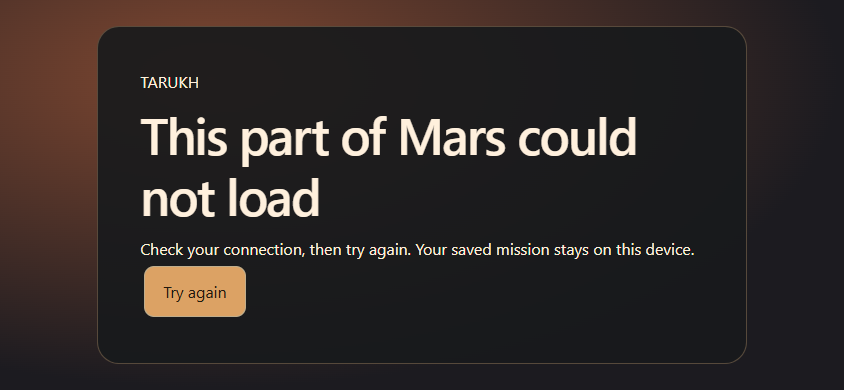 TARUKH
This part of Mars could
not load
Check your connection, then try again. Your saved mission stays on this device.
Try again